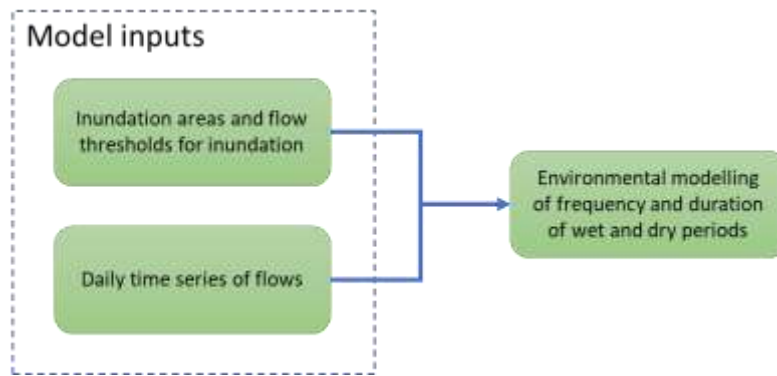 Model inputs
Inundation areas and flow
thresholds for inundation
Environmental modelling
of frequency and duration
of wet and dry periods
Daily time series of flows